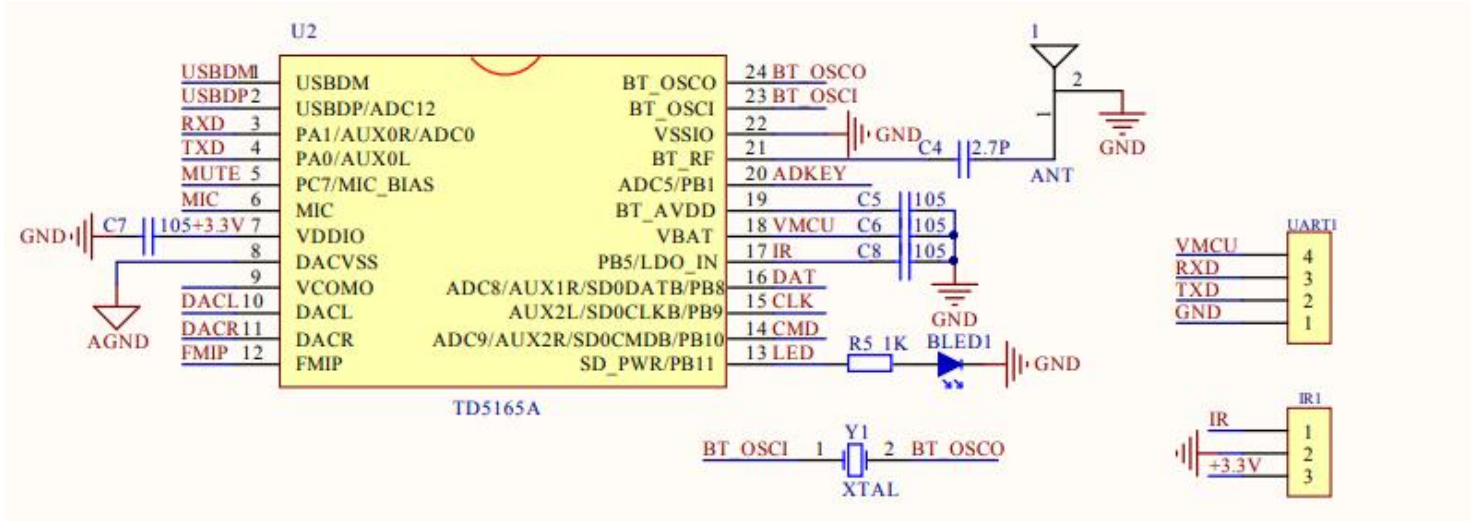 U2
USBDM 1 USBDM BT_OSCO 24 BT_OSCO
USBDP 2 USBDP/ADC12 BT_OSCI 23 BT_OSCI
RXD 3 PA1/AUX0R/ADC0 VSSIO 22 GND
TXD 4 PA0/AUX0L BT_RF 21 C4 2.7P
MUTE 5 PC7/MIC_BIAS ADC5/PB1 20 ADKEY
MIC 6 MIC BT_AVDD 19 C5 105
GND C7 105 +3.3V 7 VDDIO VBAT 18 VMCU C6 105
8 DACVSS PB5/LDO_IN 17 IR C8 105
9 VCOMO ADC8/AUX1R/SD0DATB/PB8 16 DAT
DACL 10 DACL AUX2L/SD0CLKB/PB9 15 CLK
DACR 11 DACR ADC9/AUX2R/SD0CMDB/PB10 14 CMD
FMIP 12 FMIP SD_PWR/PB11 13 LED R5 1K BLED1 GND
AGND
GND
TD5165A
1
2
1
GND
ANT
BT_OSCI 1 Y1 2 BT_OSCO
XTAL
UART1
VMCU 4
RXD 3
TXD 2
GND 1
IR1
IR 1
2
+3.3V 3